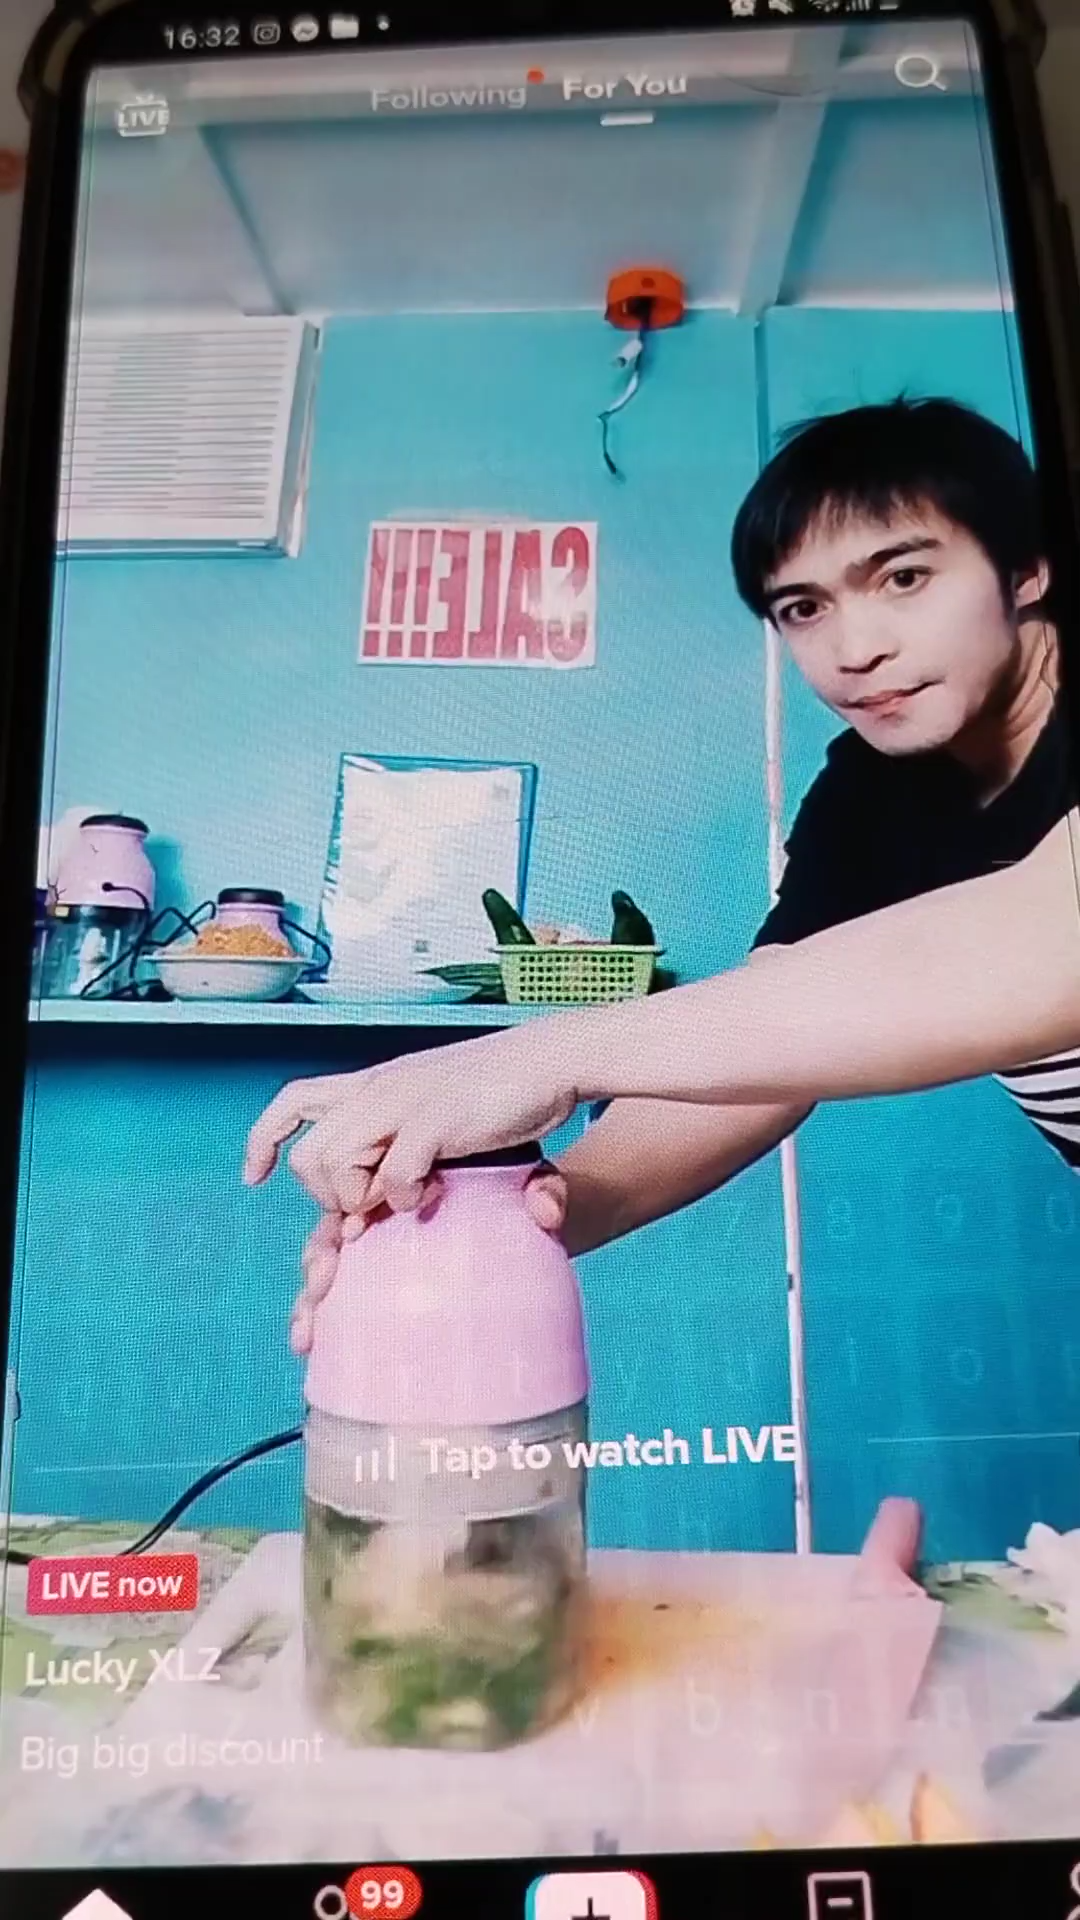 16:32
LIVE
Following For You
SALE!!!
Tap to watch LIVE
LIVE now
Lucky XLZ
Big big discount
99